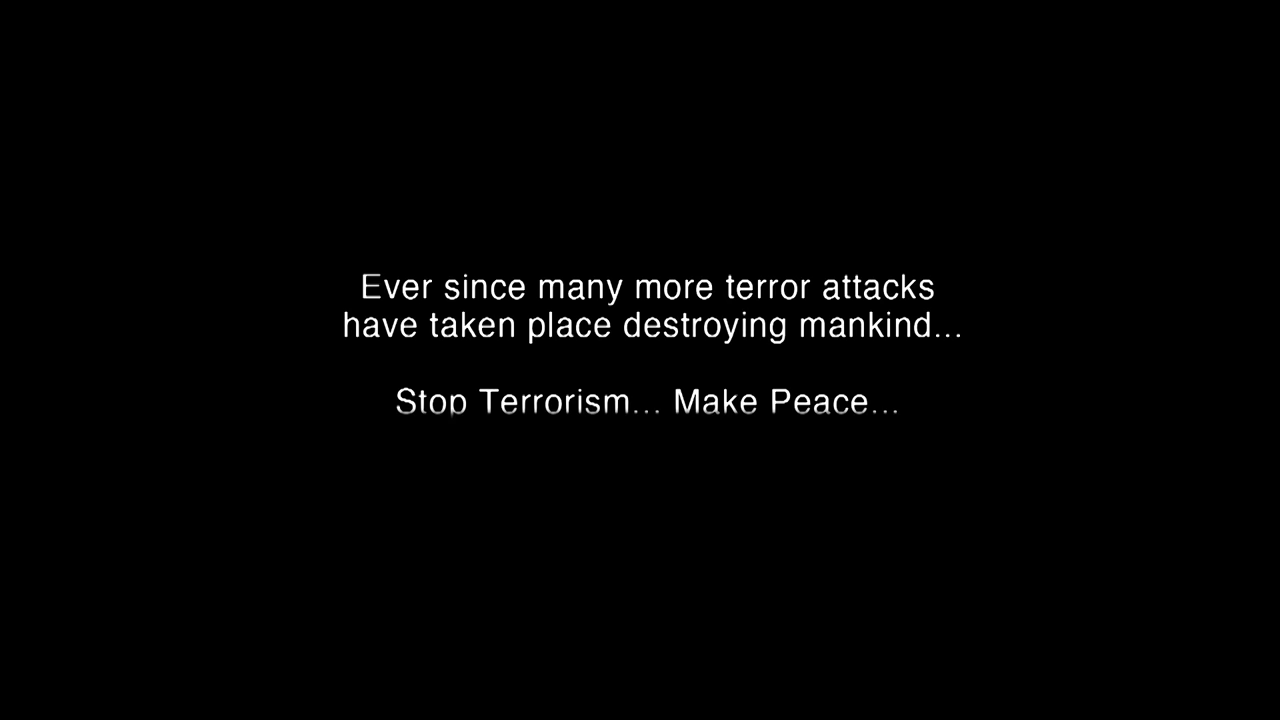 Ever since many more terror attacks
have taken place destroying mankind...
Stop Terrorism... Make Peace...